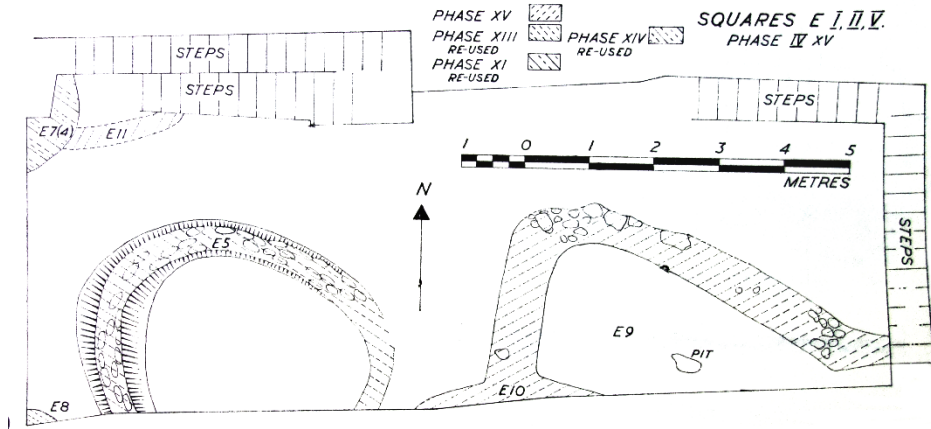 PHASE XV
PHASE XIII
RE-USED
PHASE XIV
RE-USED
PHASE XI
RE-USED
SQUARES E I, II, V.
PHASE IV XV
STEPS
STEPS
STEPS
E7(4)
E11
1 0 1 2 3 4 5
METRES
N
STEPS
E5
E9
PIT
E10
E8
)